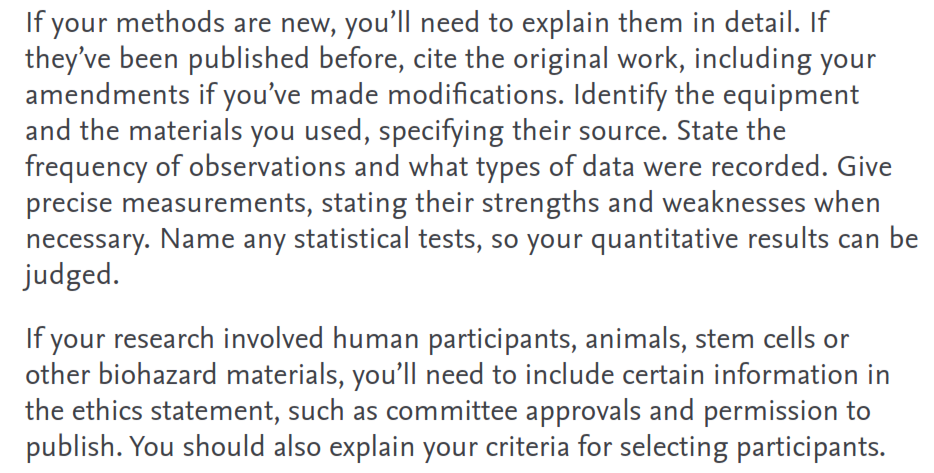 If your methods are new, you’ll need to explain them in detail. If
they’ve been published before, cite the original work, including your
amendments if you’ve made modifications. Identify the equipment
and the materials you used, specifying their source. State the
frequency of observations and what types of data were recorded. Give
precise measurements, stating their strengths and weaknesses when
necessary. Name any statistical tests, so your quantitative results can be
judged.
If your research involved human participants, animals, stem cells or
other biohazard materials, you’ll need to include certain information in
the ethics statement, such as committee approvals and permission to
publish. You should also explain your criteria for selecting participants.